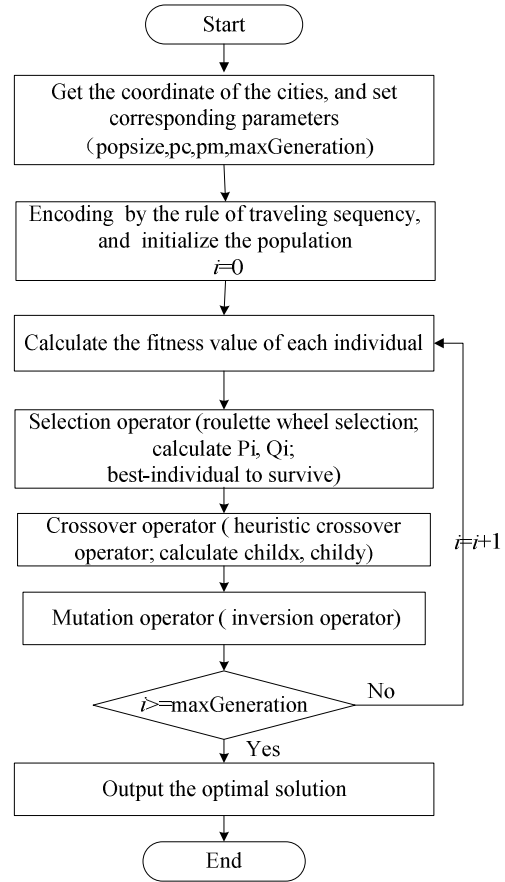 Start
Get the coordinate of the cities, and set
corresponding parameters
（popsize,pc,pm,maxGeneration)
Encoding by the rule of traveling sequency,
and initialize the population
i=0
Calculate the fitness value of each individual
Selection operator (roulette wheel selection;
calculate Pi, Qi;
best-individual to survive)
Crossover operator ( heuristic crossover
operator; calculate childx, childy)
i=i+1
Mutation operator ( inversion operator)
i>=maxGeneration
No
Yes
Output the optimal solution
End